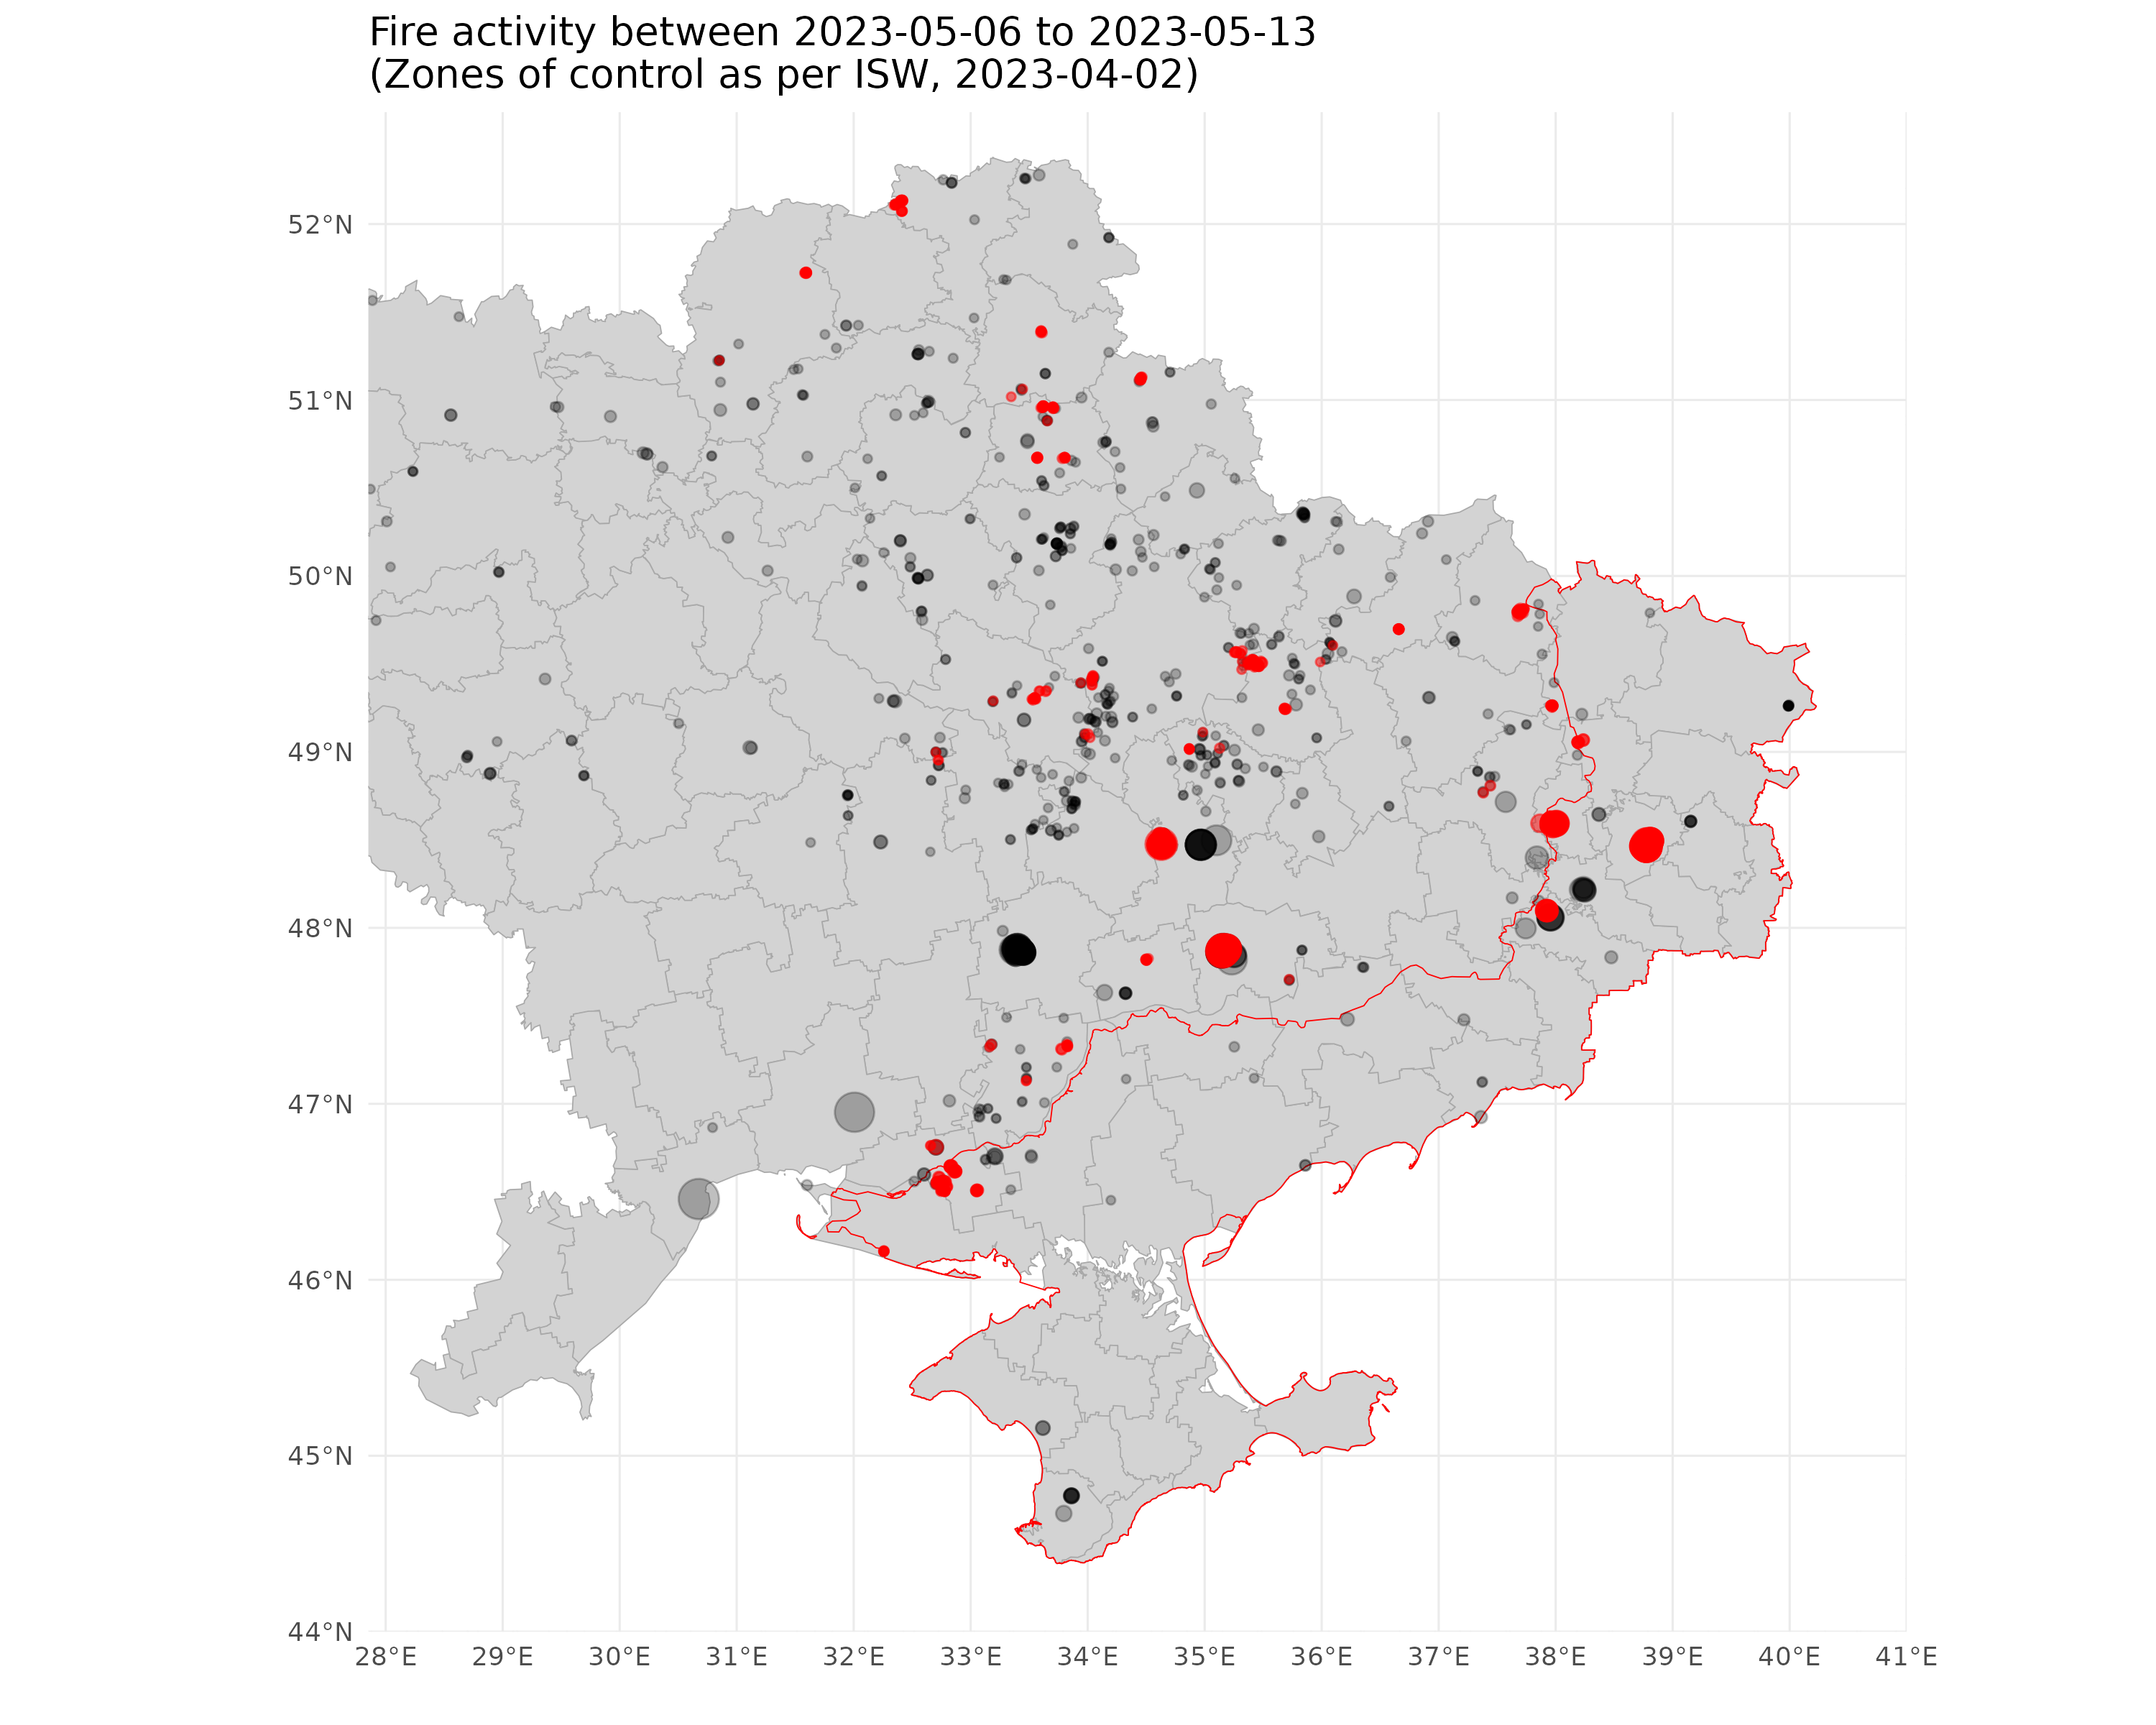 Fire activity between 2023-05-06 to 2023-05-13
(Zones of control as per ISW, 2023-04-02)
52°N
51°N
50°N
49°N
48°N
47°N
46°N
45°N
44°N
28°E 29°E 30°E 31°E 32°E 33°E 34°E 35°E 36°E 37°E 38°E 39°E 40°E 41°E